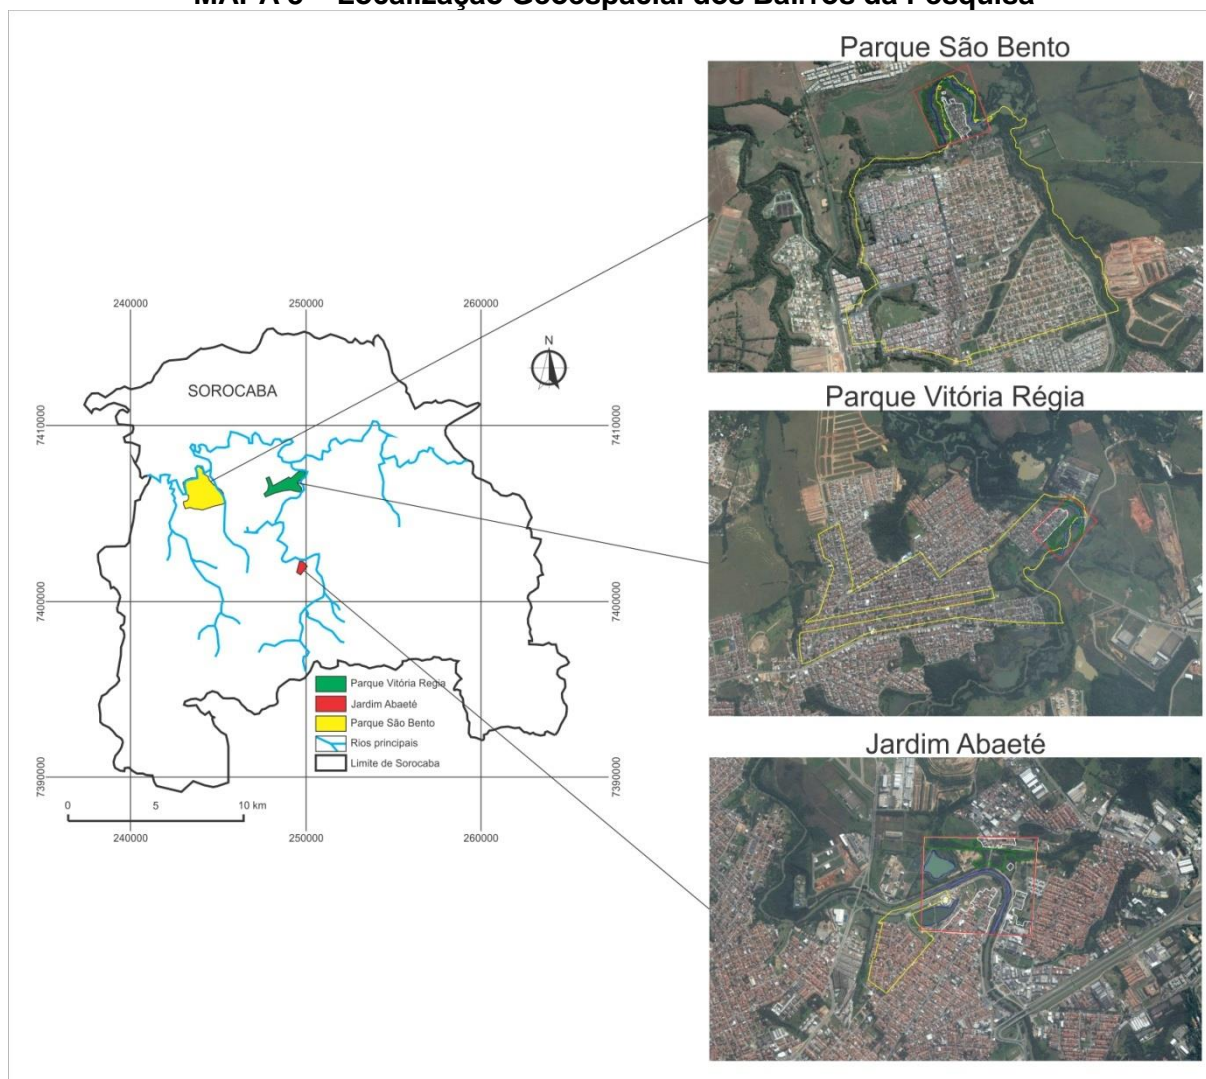 MAPA 3 – Localização Geoespacial dos Bairros da Pesquisa
Parque São Bento
240000
250000
260000
N
SOROCABA
7410000
7410000
Parque Vitória Régia
7400000
7400000
Parque Vitória Regia
Jardim Abaeté
Parque São Bento
Rios principais
Limite de Sorocaba
Jardim Abaeté
7390000
7390000
0 5 10 km
240000
250000
260000